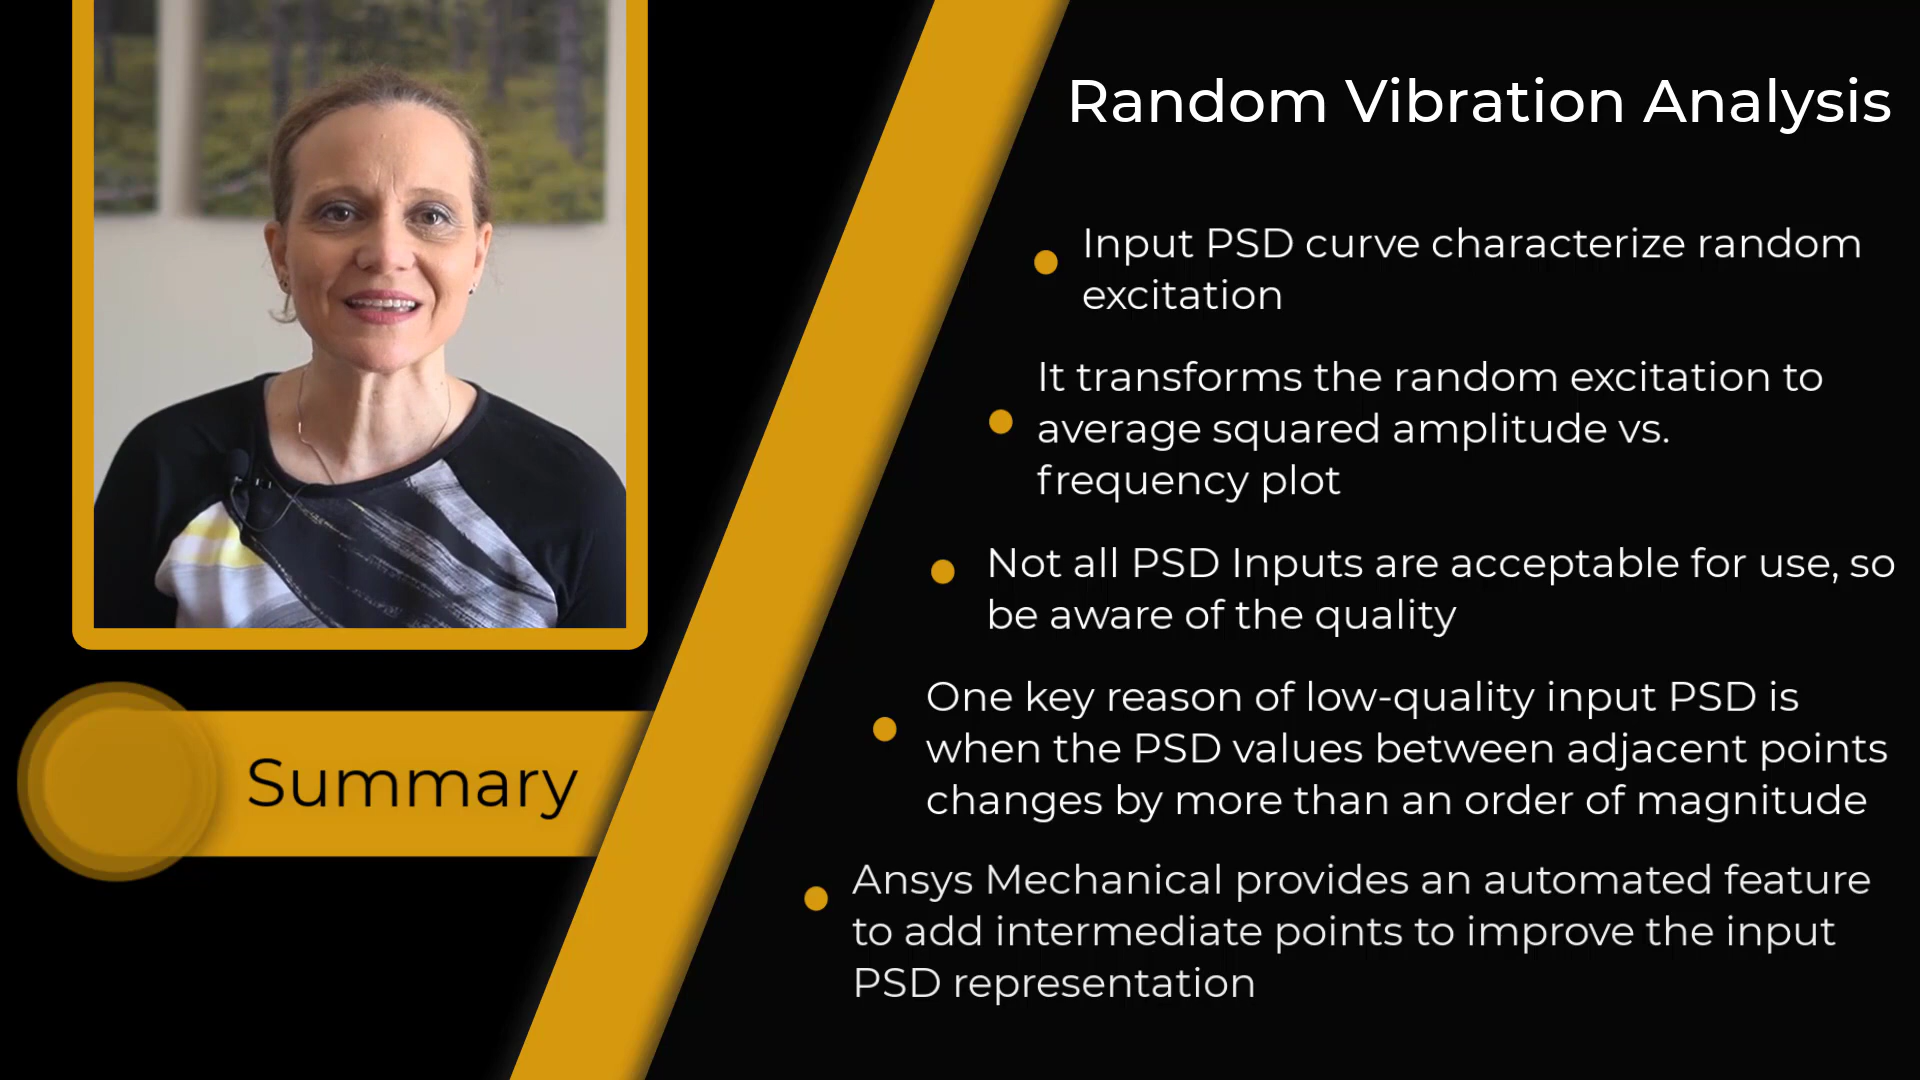 Random Vibration Analysis
Input PSD curve characterize random
excitation
It transforms the random excitation to
average squared amplitude vs.
frequency plot
Not all PSD Inputs are acceptable for use, so
be aware of the quality
One key reason of low-quality input PSD is
when the PSD values between adjacent points
changes by more than an order of magnitude
Ansys Mechanical provides an automated feature
to add intermediate points to improve the input
PSD representation
Summary